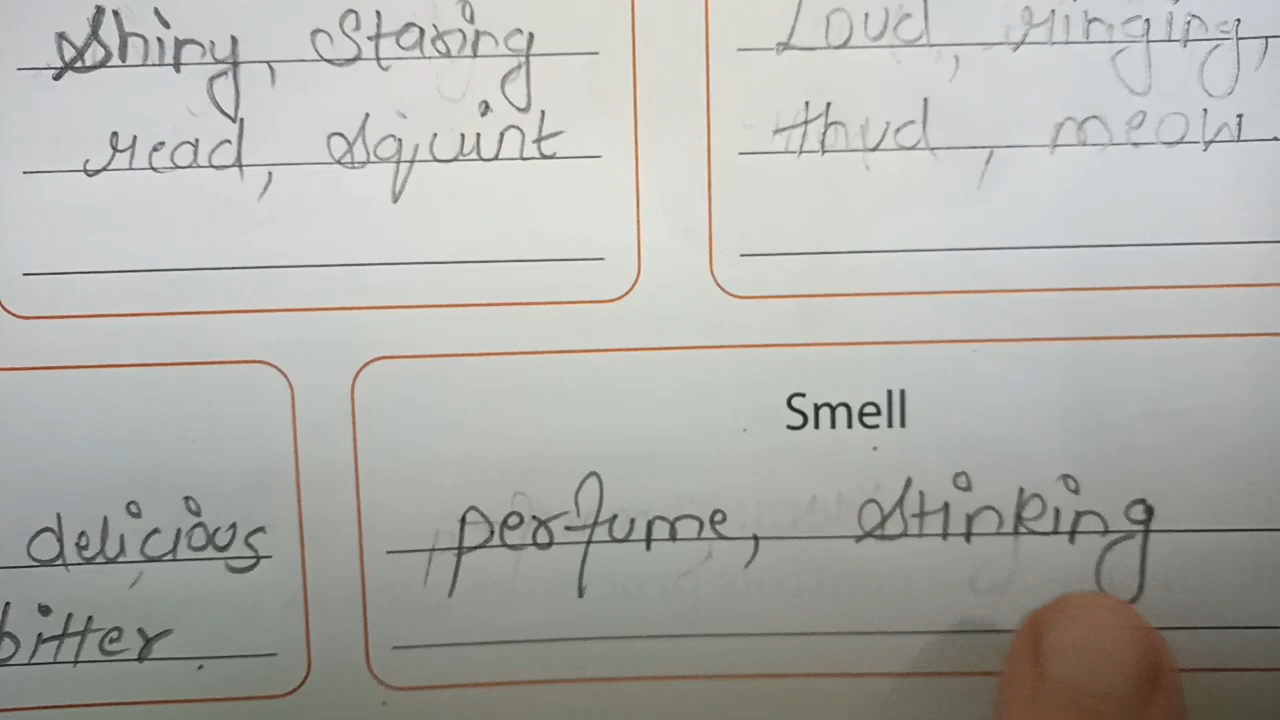 Shiny, Staring
read, squint
Loud, ringing,
thud, meow
delicious
bitter
Smell
perfume, stinking